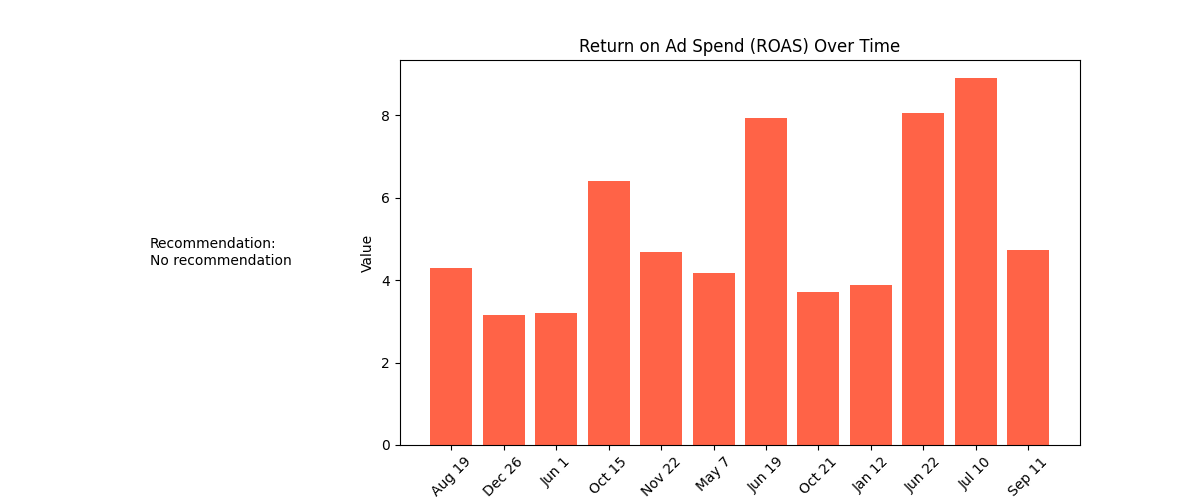 Return on Ad Spend (ROAS) Over Time
Recommendation:
No recommendation
Value
8
6
4
2
0
Aug 19
Dec 26
Jun 1
Oct 15
Nov 22
May 7
Jun 19
Oct 21
Jan 12
Jun 22
Jul 10
Sep 11